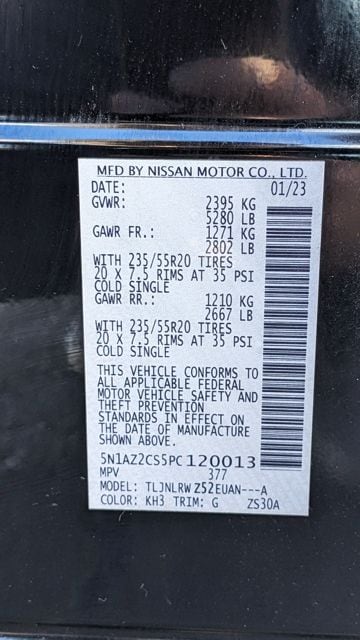 MFD BY NISSAN MOTOR CO., LTD.
DATE: 01/23
GVWR: 2395 KG
5280 LB
GAWR FR.: 1271 KG
2802 LB
WITH 235/55R20 TIRES
20 X 7.5 RIMS AT 35 PSI
COLD SINGLE
GAWR RR.: 1210 KG
2667 LB
WITH 235/55R20 TIRES
20 X 7.5 RIMS AT 35 PSI
COLD SINGLE
THIS VEHICLE CONFORMS TO
ALL APPLICABLE FEDERAL
MOTOR VEHICLE SAFETY AND
THEFT PREVENTION
STANDARDS IN EFFECT ON
THE DATE OF MANUFACTURE
SHOWN ABOVE.
5N1AZ2CS5PC120013
MPV 377
MODEL: TLJNLRW Z52EUAN---A
COLOR: KH3 TRIM: G ZS30A